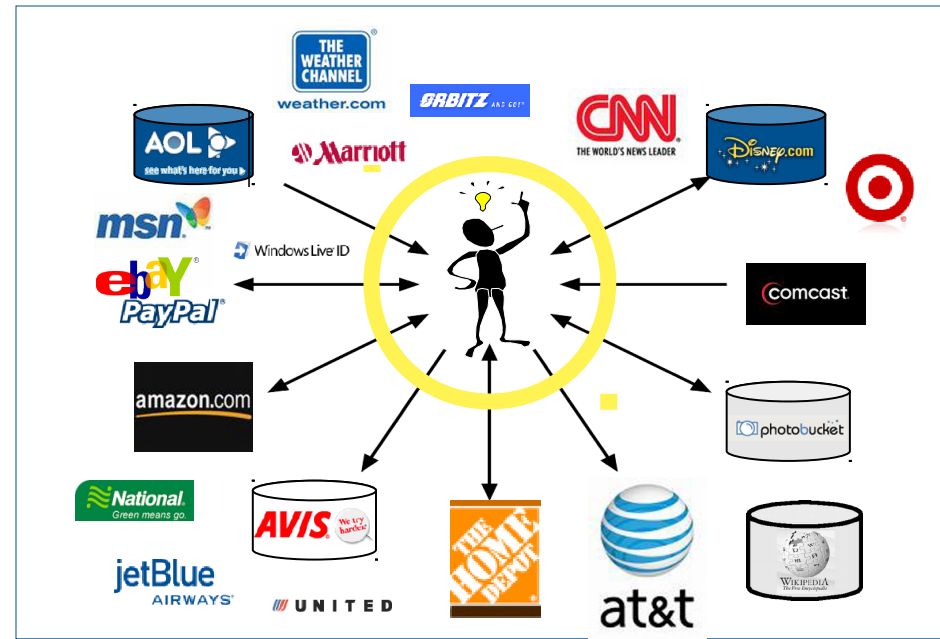 THE
WEATHER
CHANNEL
weather.com
ORBITZ AND GO!
CNN
THE WORLD'S NEWS LEADER
AOL
see what's here for you
Marriott
Disney.com
msn
Windows Live ID
ebaY
PayPal
comcast
amazon.com
photobucket
National
Green means go.
AVIS
We try
harder.
THE
HOME
DEPOT
at&t
WIKIPEDIA
The Free Encyclopedia
jetBlue
AIRWAYS
UNITED